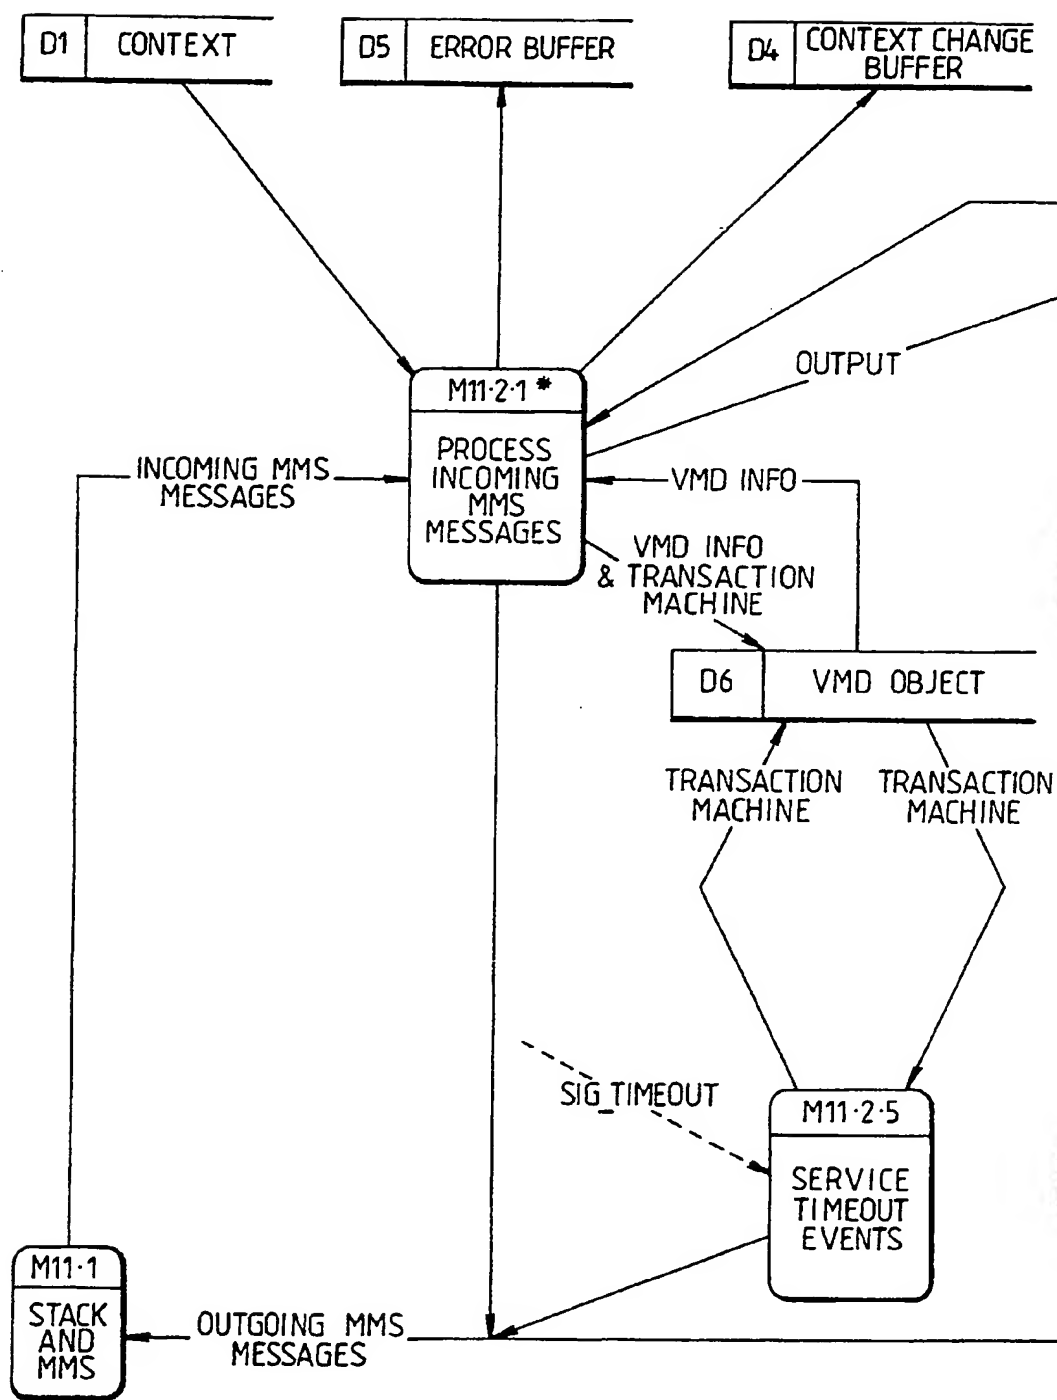 D1 CONTEXT
D5 ERROR BUFFER
D4 CONTEXT CHANGE
BUFFER
OUTPUT
M11·2·1 *
PROCESS
INCOMING
MMS
MESSAGES
INCOMING MMS
MESSAGES
VMD INFO
VMD INFO
& TRANSACTION
MACHINE
D6 VMD OBJECT
TRANSACTION
MACHINE
TRANSACTION
MACHINE
SIG_TIMEOUT
M11·2·5
SERVICE
TIMEOUT
EVENTS
M11·1
STACK
AND
MMS
OUTGOING MMS
MESSAGES